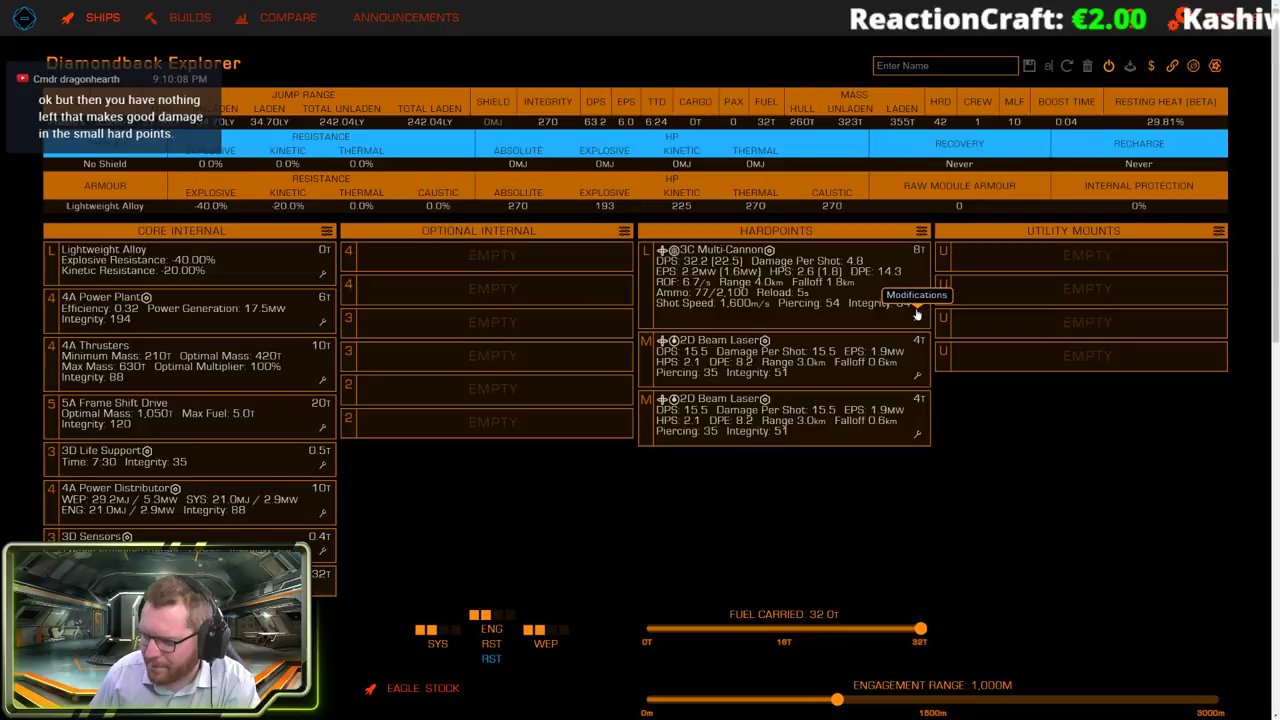 SHIPS
BUILDS
COMPARE
ANNOUNCEMENTS
ReactionCraft: €2.00
Kashiw
Diamondback Explorer
Enter Name
Cmdr dragonhearth
9:10:08 PM
ok but then you have nothing
left that makes good damage
in the small hard points.
JUMP RANGE
SHIELD INTEGRITY DPS EPS TTD CARGO PAX FUEL
MASS
HRD CREW MLF BOOST TIME RESTING HEAT (BETA)
LADEN TOTAL UNLADEN TOTAL LADEN
HULL UNLADEN LADEN
34.70LY 242.04LY 242.04LY 0MJ 270 63.2 6.0 6:24 0T 0 32T 260T 323T 355T 42 1 10 0.04 29.81%
RESISTANCE
HP
RECOVERY
RECHARGE
EXPLOSIVE KINETIC THERMAL
ABSOLUTE EXPLOSIVE KINETIC THERMAL
No Shield 0.0% 0.0% 0.0% 0MJ 0MJ 0MJ 0MJ Never Never
ARMOUR
RESISTANCE
HP
RAW MODULE ARMOUR
INTERNAL PROTECTION
EXPLOSIVE KINETIC THERMAL CAUSTIC
ABSOLUTE EXPLOSIVE KINETIC THERMAL CAUSTIC
Lightweight Alloy -40.0% -20.0% 0.0% 0.0% 270 193 225 270 270 0 0%
CORE INTERNAL
L Lightweight Alloy 0T
Explosive Resistance: -40.00%
Kinetic Resistance: -20.00%
4 4A Power Plant 6T
Efficiency: 0.32 Power Generation: 17.5MW
Integrity: 194
4 4A Thrusters 10T
Minimum Mass: 210T Optimal Mass: 420T
Max Mass: 630T Optimal Multiplier: 100%
Integrity: 88
5 5A Frame Shift Drive 20T
Optimal Mass: 1,050T Max Fuel: 5.0T
Integrity: 120
3 3D Life Support 0.5T
Time: 7:30 Integrity: 35
4 4A Power Distributor 10T
WEP: 29.2MJ / 5.3MW SYS: 21.0MJ / 2.9MW
ENG: 21.0MJ / 2.9MW Integrity: 88
3 3D Sensors 0.4T
32T
OPTIONAL INTERNAL
4 EMPTY
4 EMPTY
3 EMPTY
3 EMPTY
2 EMPTY
2 EMPTY
HARDPOINTS
L 3C Multi-Cannon 8T
DPS: 32.2 (22.5) Damage Per Shot: 4.8
EPS: 2.2MW (1.6MW) HPS: 2.6 (1.8) DPE: 14.3
ROF: 6.7/s Range 4.0km Falloff 1.8km
Ammo: 77/2,100 Reload: 5s
Shot Speed: 1,600m/s Piercing: 54
Modifications
M 2D Beam Laser 4T
DPS: 15.5 Damage Per Shot: 15.5 EPS: 1.9MW
HPS: 2.1 DPE: 8.2 Range 3.0km Falloff 0.6km
Piercing: 35 Integrity: 51
M 2D Beam Laser 4T
DPS: 15.5 Damage Per Shot: 15.5 EPS: 1.9MW
HPS: 2.1 DPE: 8.2 Range 3.0km Falloff 0.6km
Piercing: 35 Integrity: 51
UTILITY MOUNTS
U EMPTY
U EMPTY
U EMPTY
U EMPTY
ENG
SYS RST WEP
RST
FUEL CARRIED: 32.0T
0T 16T 32T
EAGLE STOCK
ENGAGEMENT RANGE: 1,000M
0m 1500m 3000m